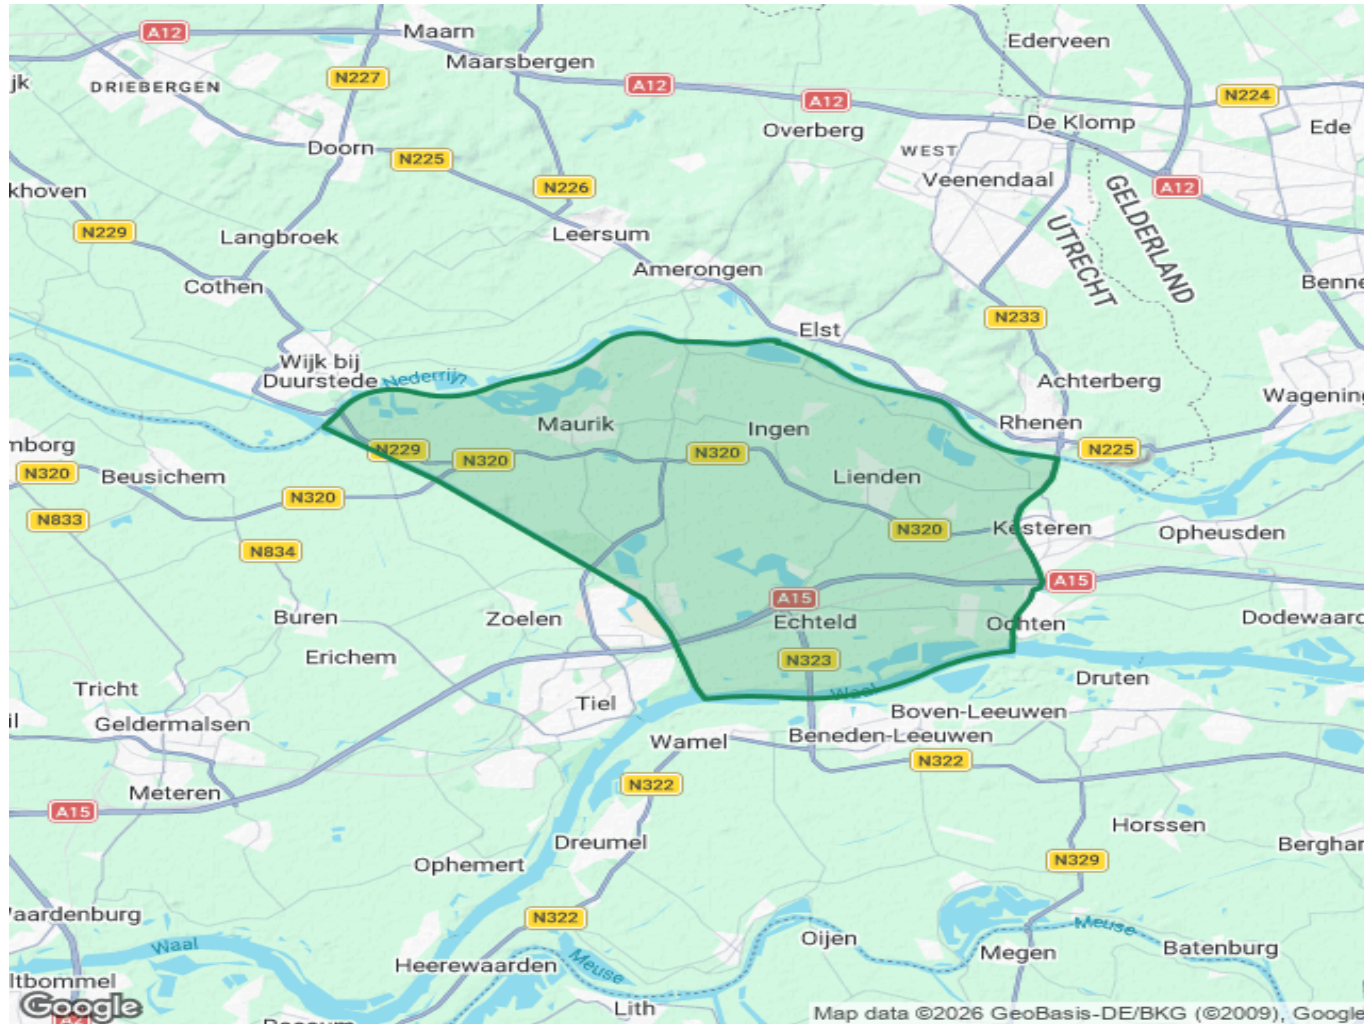 Maarn
A12
Ederveen
Maarsbergen
jk
DRIEBERGEN
N227
A12
A12
N224
De Klomp
Ede
Overberg
Doorn
N225
WEST
Veenendaal
N226
A12
khoven
GELDERLAND
UTRECHT
N229
Langbroek
Leersum
Amerongen
Cothen
Benne
N233
Elst
Wijk bij
Duurstede
Nederrijn
Achterberg
Wagening
Maurik
Ingen
Rhenen
N225
mborg
N229
N320
N320
N320
Beusichem
Lienden
N320
N833
N320
Kesteren
Opheusden
N834
A15
A15
Buren
Zoelen
Echteld
Ochten
Dodewaard
Erichem
N323
Druten
Tricht
Tiel
Waal
Boven-Leeuwen
il
Geldermalsen
Wamel
Beneden-Leeuwen
N322
N322
Meteren
A15
Horssen
Dreumel
Berghar
Ophemert
N329
aardenburg
N322
Waal
Oijen
Meuse
Megen
Batenburg
Heerewaarden
Meuse
ltbommel
Google
Lith
Map data ©2026 GeoBasis-DE/BKG (©2009), Google